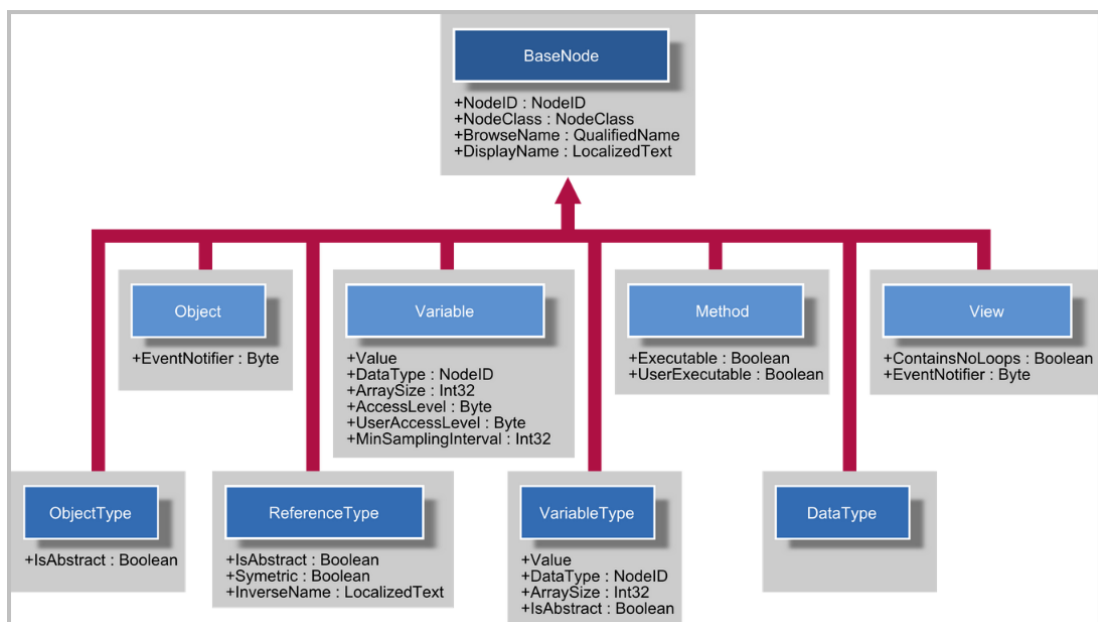 BaseNode
+NodeID : NodeID
+NodeClass : NodeClass
+BrowseName : QualifiedName
+DisplayName : LocalizedText
Object
+EventNotifier : Byte
Variable
+Value
+DataType : NodeID
+ArraySize : Int32
+AccessLevel : Byte
+UserAccessLevel : Byte
+MinSamplingInterval : Int32
Method
+Executable : Boolean
+UserExecutable : Boolean
View
+ContainsNoLoops : Boolean
+EventNotifier : Byte
ObjectType
+IsAbstract : Boolean
ReferenceType
+IsAbstract : Boolean
+Symetric : Boolean
+InverseName : LocalizedText
VariableType
+Value
+DataType : NodeID
+ArraySize : Int32
+IsAbstract : Boolean
DataType